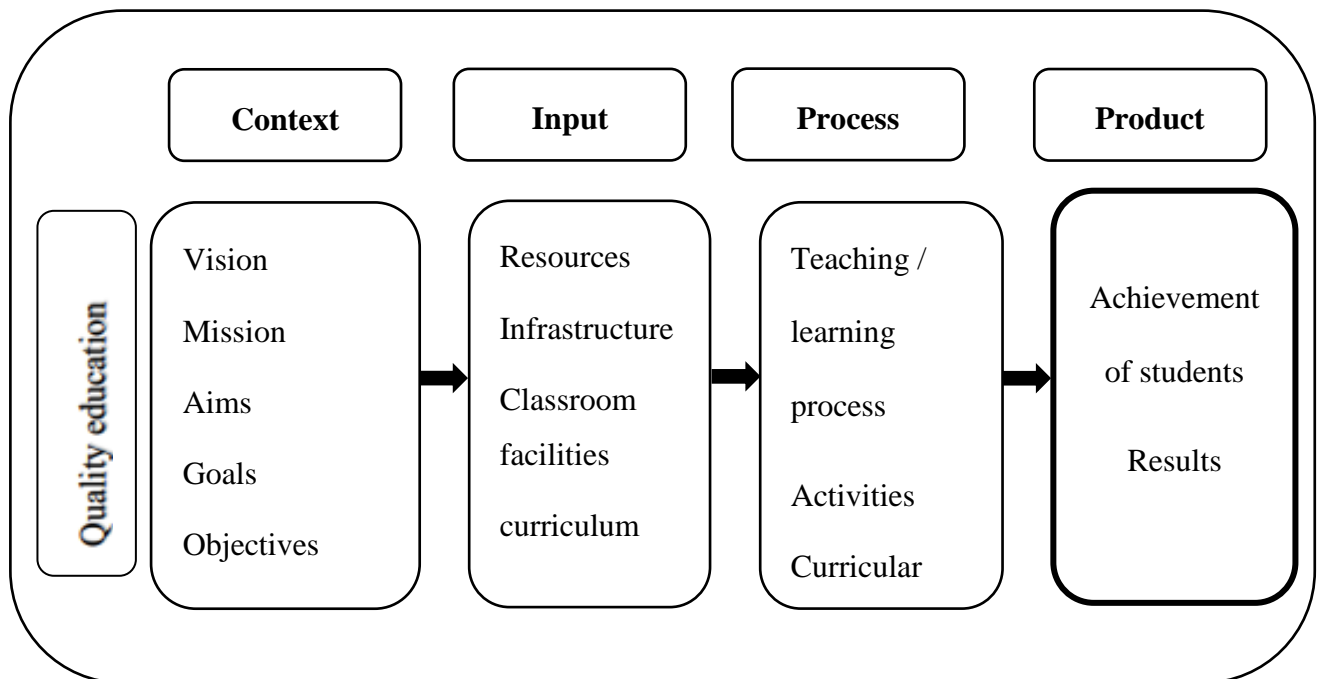 Context
Input
Process
Product
Quality education
Vision
Mission
Aims
Goals
Objectives
Resources
Infrastructure
Classroom
facilities
curriculum
Teaching /
learning
process
Activities
Curricular
Achievement
of students
Results